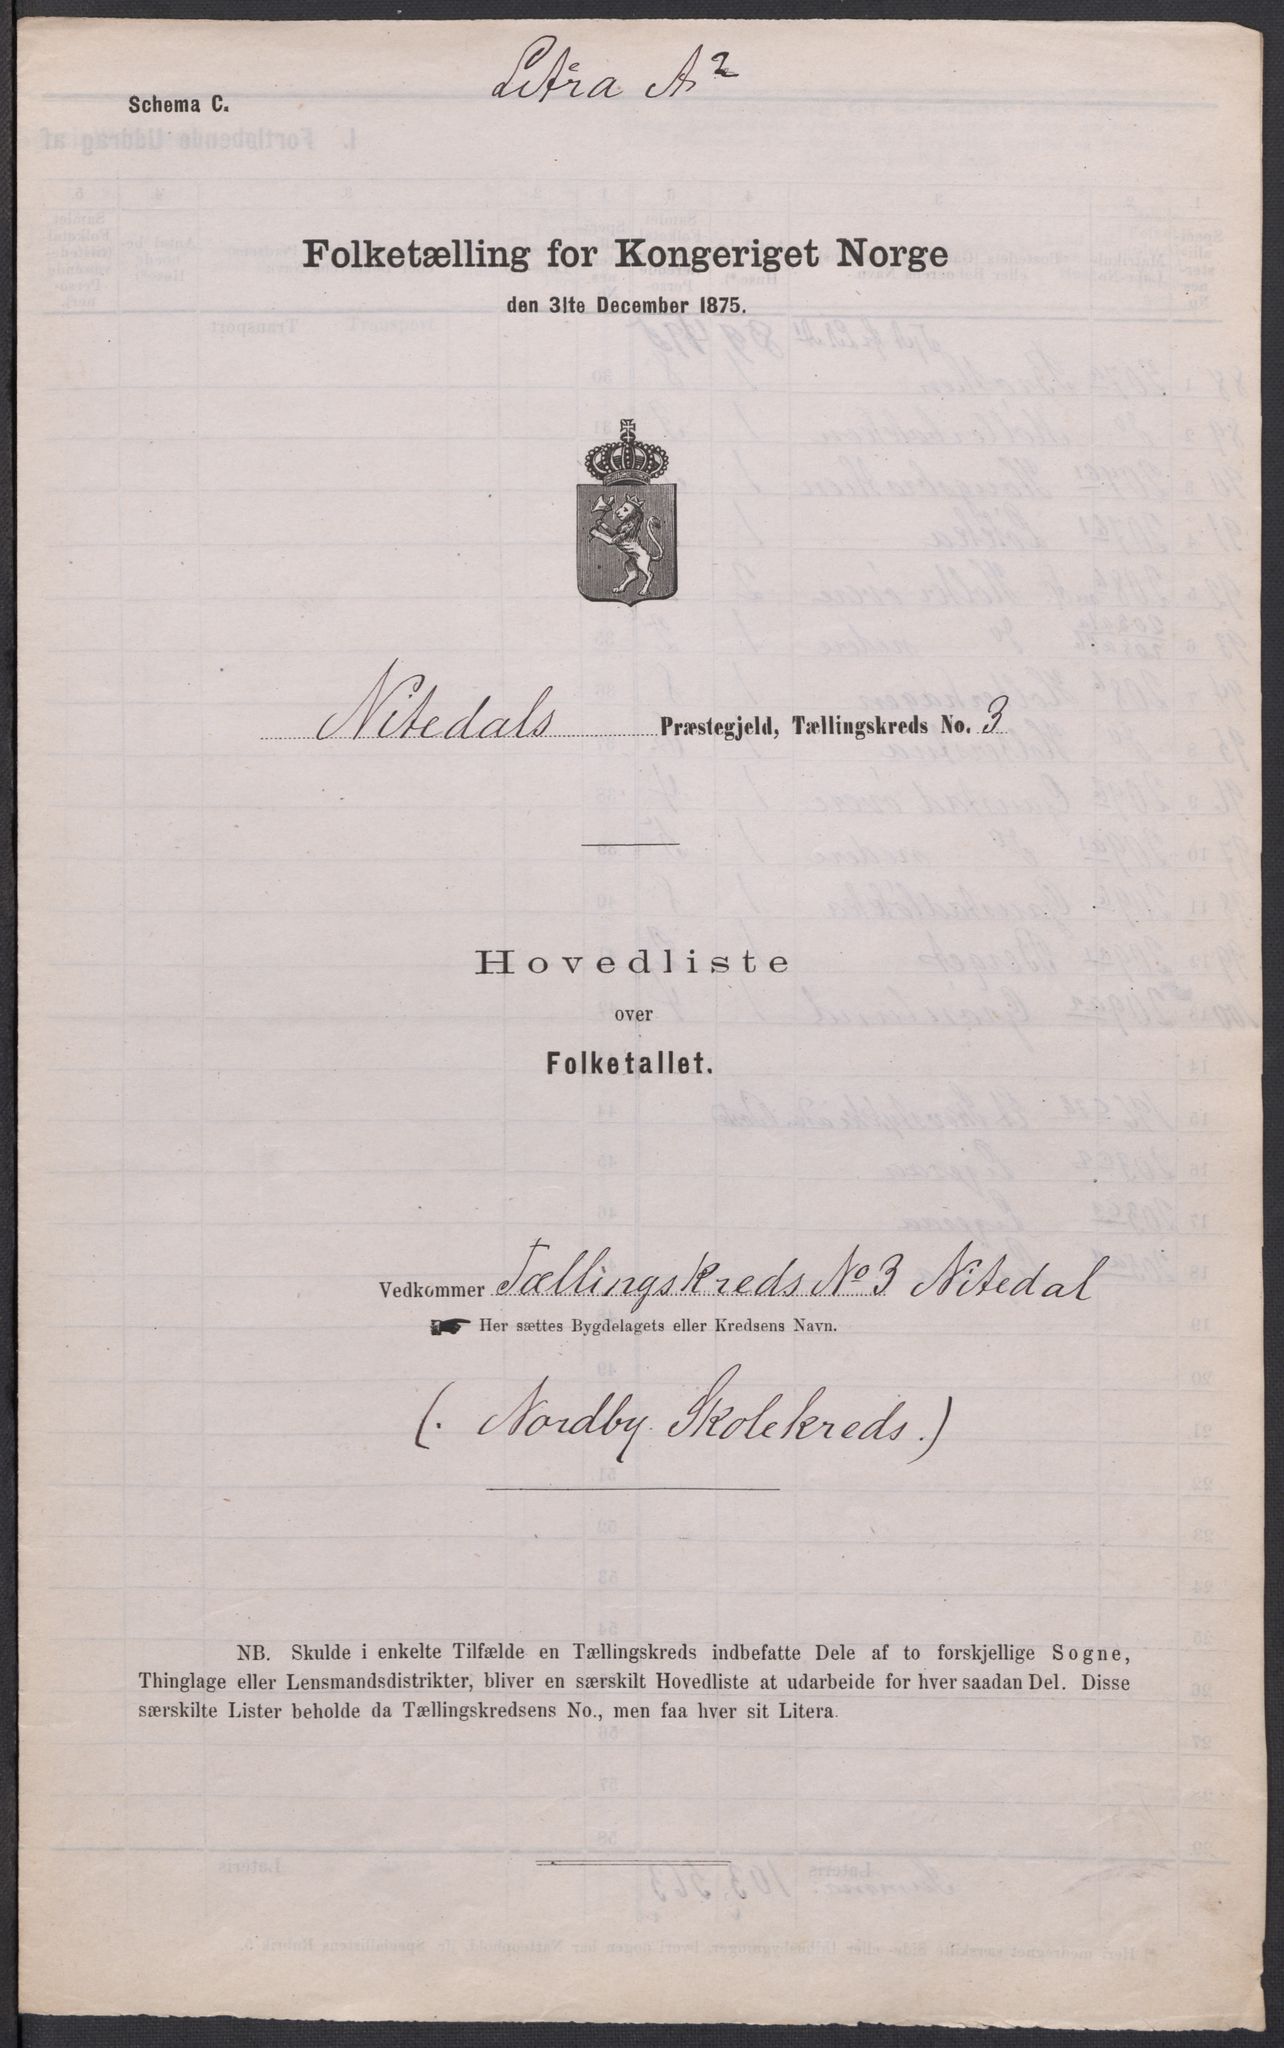 Litra A2
Schema C.
Folketælling for Kongeriget Norge
den 31te December 1875.
Nitedals Præstegjeld, Tællingskreds No. 3
Hovedliste
over
Folketallet.
Vedkommer Tællingskreds No 3 Nitedal
Her sættes Bygdelagets eller Kredsens Navn.
(. Nordby Skolekreds.)
NB. Skulde i enkelte Tilfælde en Tællingskreds indbefatte Dele af to forskjellige Sogne,
Thinglage eller Lensmandsdistrikter, bliver en særskilt Hovedliste at udarbeide for hver saadan Del. Disse
særskilte Lister beholde da Tællingskredsens No., men faa hver sit Litera.